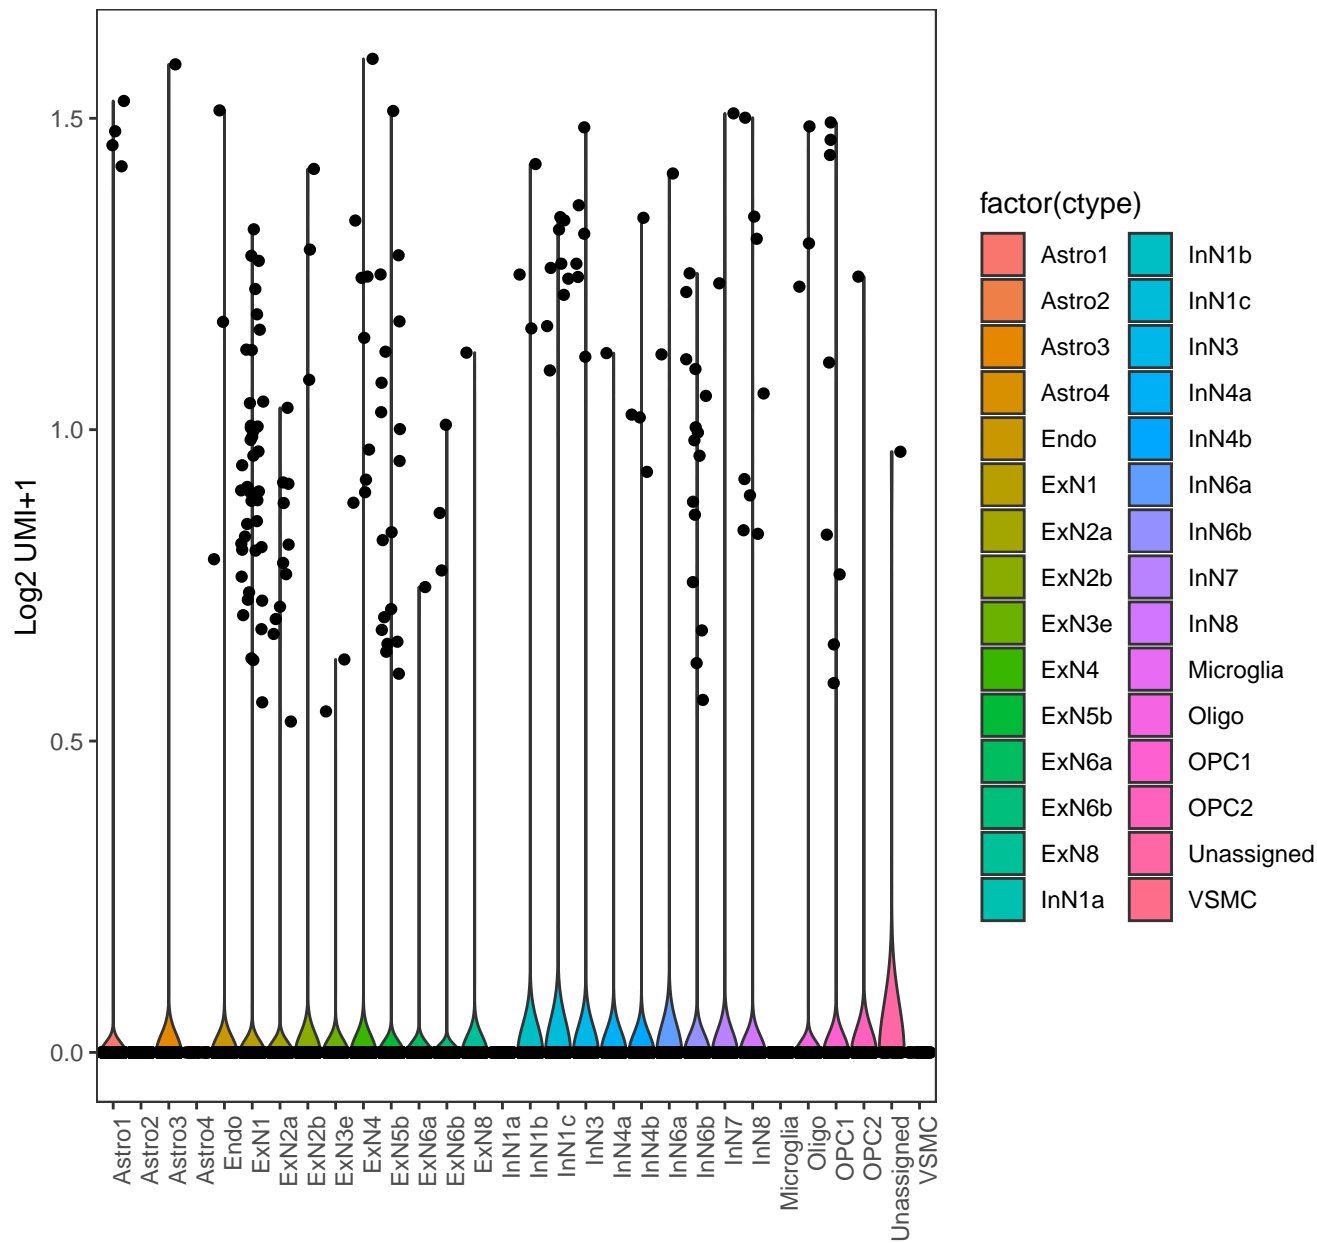 Log2 UMI+1
1.5
1.0
0.5
0.0
Astro1
Astro2
Astro3
Astro4
Endo
ExN1
ExN2a
ExN2b
ExN3e
ExN4
ExN5b
ExN6a
ExN6b
ExN8
InN1a
InN1b
InN1c
InN3
InN4a
InN4b
InN6a
InN6b
InN7
InN8
Microglia
Oligo
OPC1
OPC2
Unassigned
VSMC
factor(ctype)
Astro1
Astro2
Astro3
Astro4
Endo
ExN1
ExN2a
ExN2b
ExN3e
ExN4
ExN5b
ExN6a
ExN6b
ExN8
InN1a
InN1b
InN1c
InN3
InN4a
InN4b
InN6a
InN6b
InN7
InN8
Microglia
Oligo
OPC1
OPC2
Unassigned
VSMC